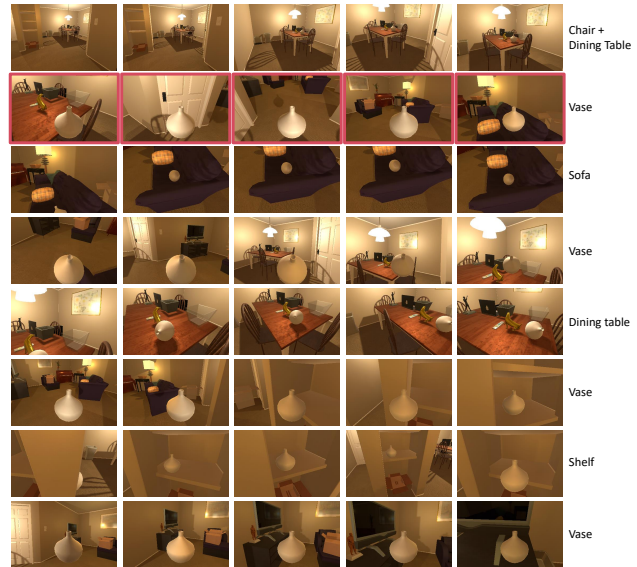 Chair +
Dining Table
Vase
Sofa
Vase
Dining table
Vase
Shelf
Vase